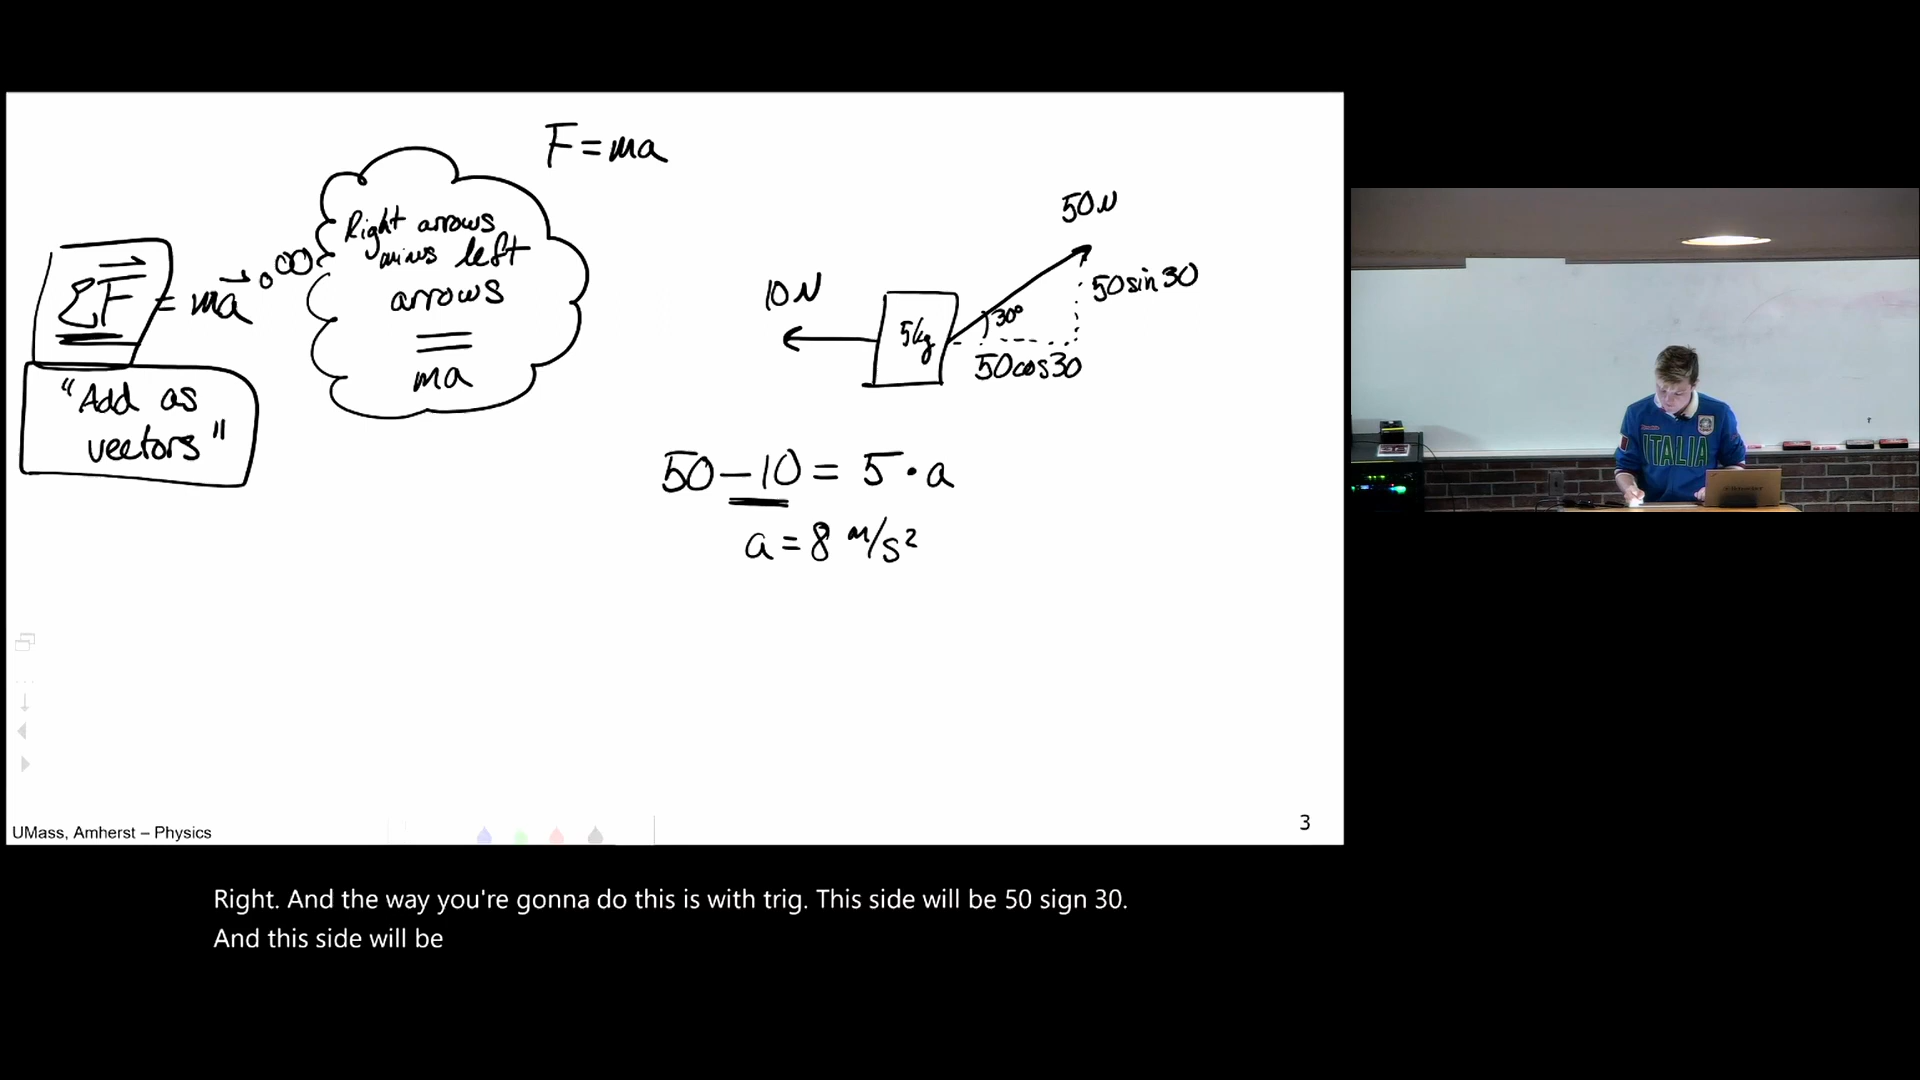 F = ma
Right arrows
minus left
arrows
=
ma
ΣF = ma
"Add as
vectors"
50N
10 N
5kg
30°
50sin30
50cos30
50 – 10 = 5 • a
a = 8 m/s²
UMass, Amherst – Physics
3
ITALIA
Right. And the way you're gonna do this is with trig. This side will be 50 sign 30.
And this side will be